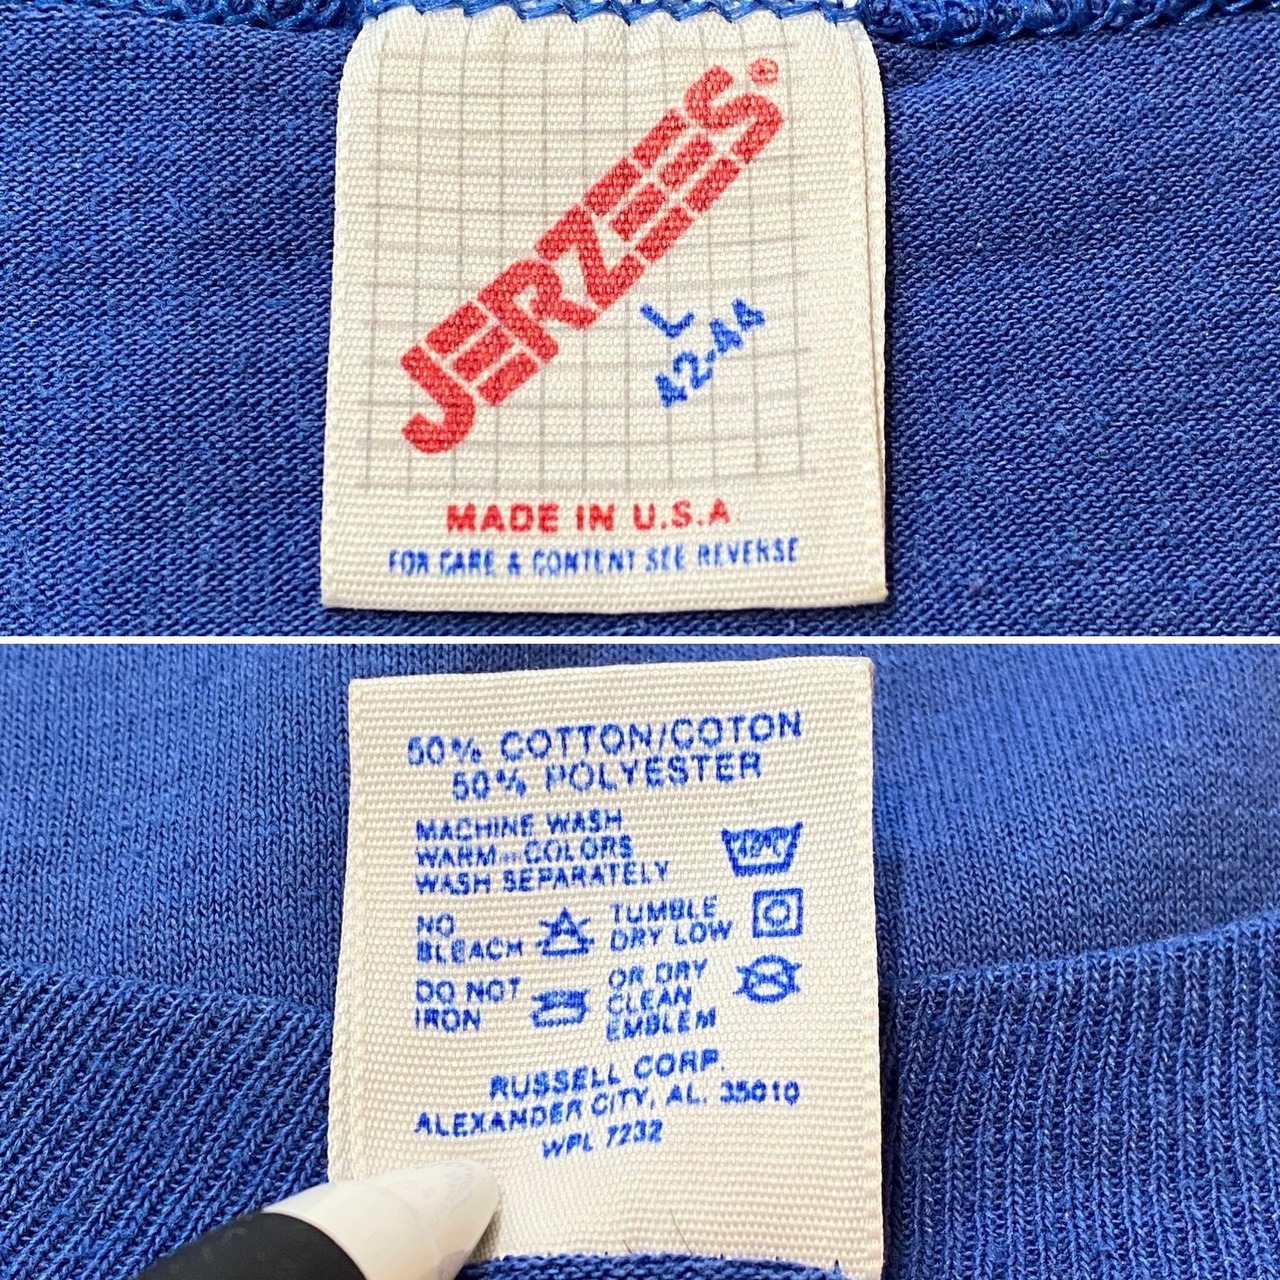 JERZEES®
L
42-44
MADE IN U.S.A.
FOR CARE & CONTENT SEE REVERSE
50% COTTON/COTON
50% POLYESTER
MACHINE WASH
WARM—COLORS
WASH SEPARATELY
NO
BLEACH
TUMBLE
DRY LOW
DO NOT
IRON
OR DRY
CLEAN
EMBLEM
RUSSELL CORP.
ALEXANDER CITY, AL. 35010
WPL 7232